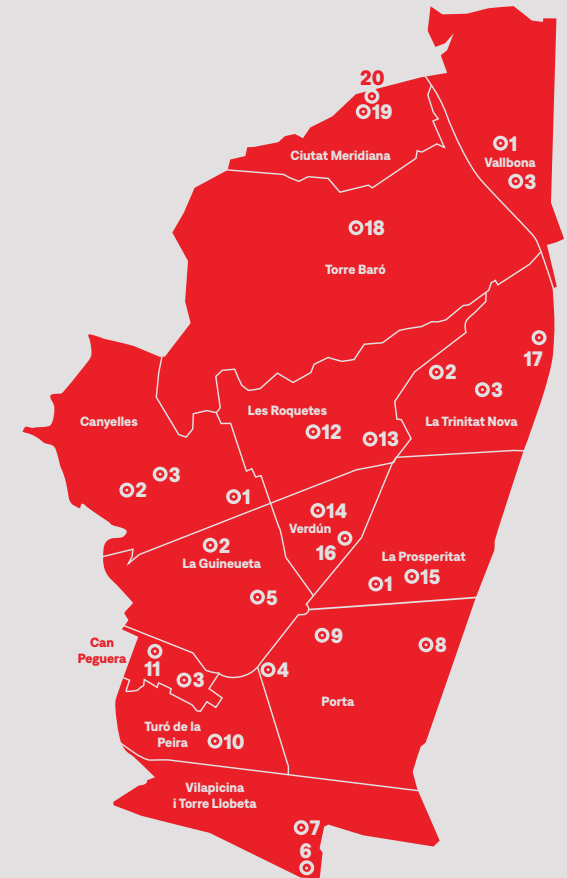 20
19
Ciutat Meridiana
1
Vallbona
3
18
Torre Baró
17
2
3
La Trinitat Nova
Les Roquetes
12
13
Canyelles
3
2
1
14
Verdún
16
2
La Guineueta
5
La Prosperitat
1
15
9
8
4
Porta
Can
Peguera
11
3
Turó de la
Peira
10
Vilapicina
i Torre Llobeta
7
6